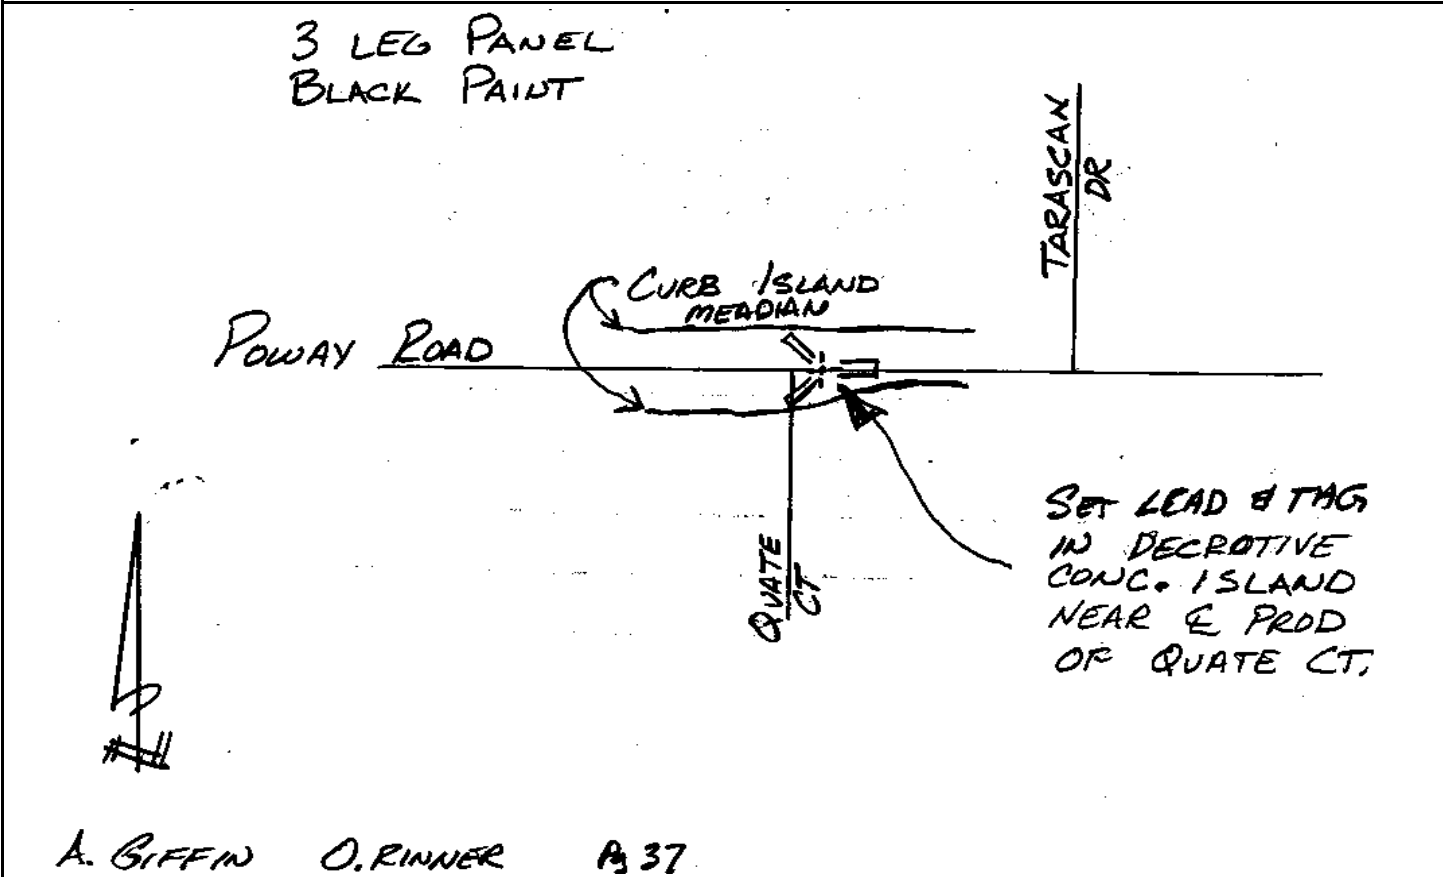 3 LEG PANEL
BLACK PAINT
TARASCAN
DR
CURB ISLAND
MEADIAN
POWAY ROAD
SET LEAD & TAG
IN DECROTIVE
CONC. ISLAND
NEAR ℄ PROD
OF QUATE CT.
QUATE
CT
N
A. GIFFIN O. RINNER Pg 37